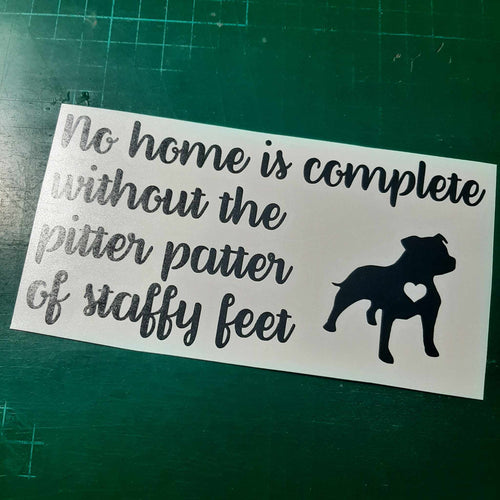 No home is complete
without the
pitter patter
of staffy feet